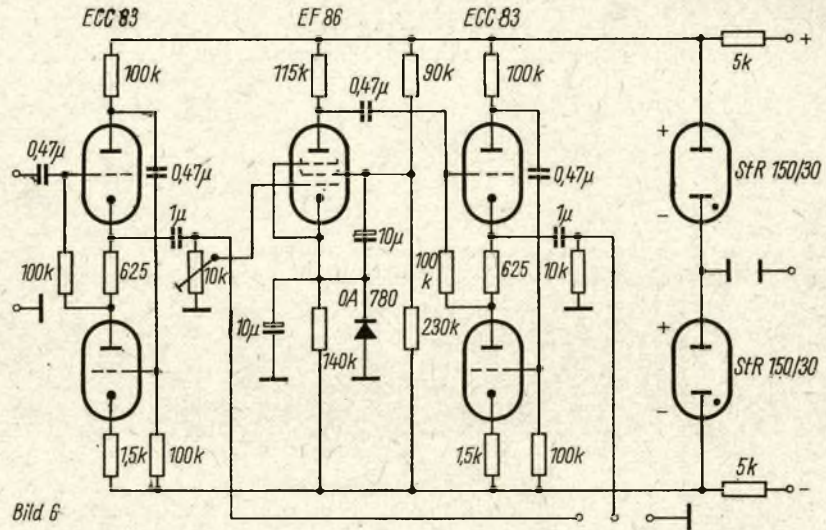 ECC 83
EF 86
ECC 83
100k
115k
90k
100k
5k
+
0,47µ
0,47µ
0,47µ
0,47µ
+
StR 150/30
-
1µ
10µ
1µ
100k
625
10k
100
k
625
10k
10µ
0A 780
140k
230k
+
StR 150/30
-
1,5k
100k
1,5k
100k
5k
-
Bild 6